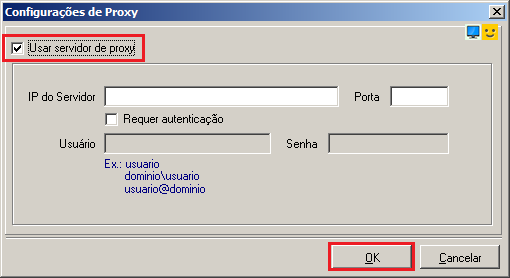 Configurações de Proxy
Usar servidor de proxy
IP do Servidor
Porta
Requer autenticação
Usuário
Senha
Ex.: usuario
dominio\usuario
usuario@dominio
OK
Cancelar